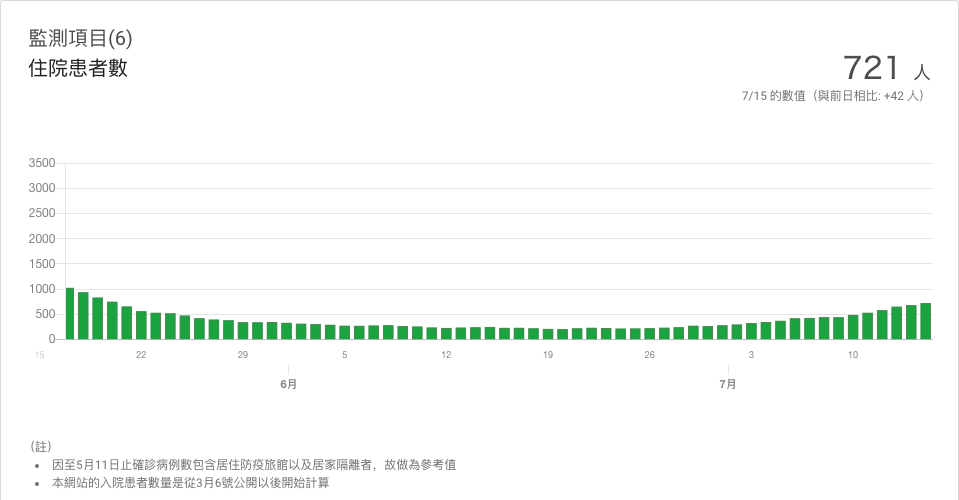 監測項目(6)
住院患者數
721 人
7/15 的數值（與前日相比: +42 人）
3500
3000
2500
2000
1500
1000
500
0
15 22 29 5 12 19 26 3 10
6月 7月
（註）
• 因至5月11日止確診病例數包含居住防疫旅館以及居家隔離者，故做為參考值
• 本網站的入院患者數量是從3月6號公開以後開始計算